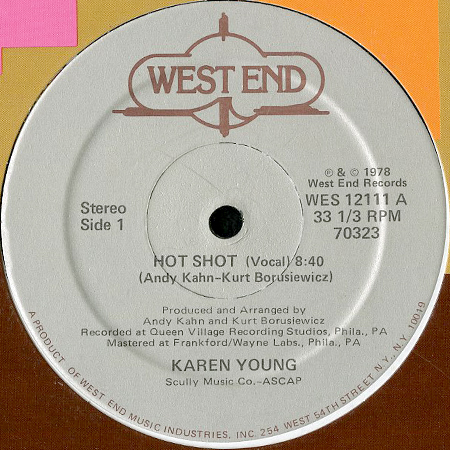 WEST END
℗ & © 1978
West End Records
WES 12111 A
33 1/3 RPM
70323
Stereo
Side 1
HOT SHOT (Vocal) 8:40
(Andy Kahn-Kurt Borusiewicz)
Produced and Arranged by
Andy Kahn and Kurt Borusiewicz
Recorded at Queen Village Recording Studios, Phila., PA
Mastered at Frankford/Wayne Labs., Phila., PA
KAREN YOUNG
Scully Music Co.-ASCAP
A PRODUCT OF WEST END MUSIC INDUSTRIES, INC. 254 WEST 54TH STREET, N.Y., N.Y. 10019